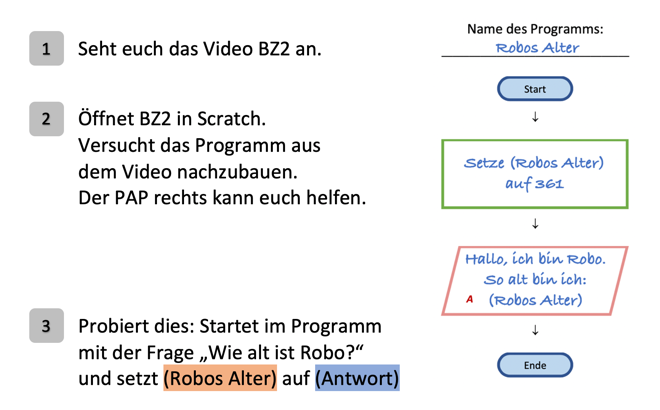 1 Seht euch das Video BZ2 an.
2 Öffnet BZ2 in Scratch.
Versucht das Programm aus
dem Video nachzubauen.
Der PAP rechts kann euch helfen.
3 Probiert dies: Startet im Programm
mit der Frage „Wie alt ist Robo?“
und setzt (Robos Alter) auf (Antwort)
Name des Programms:
Robos Alter
Start
↓
Setze (Robos Alter)
auf 361
↓
Hallo, ich bin Robo.
So alt bin ich:
A (Robos Alter)
↓
Ende